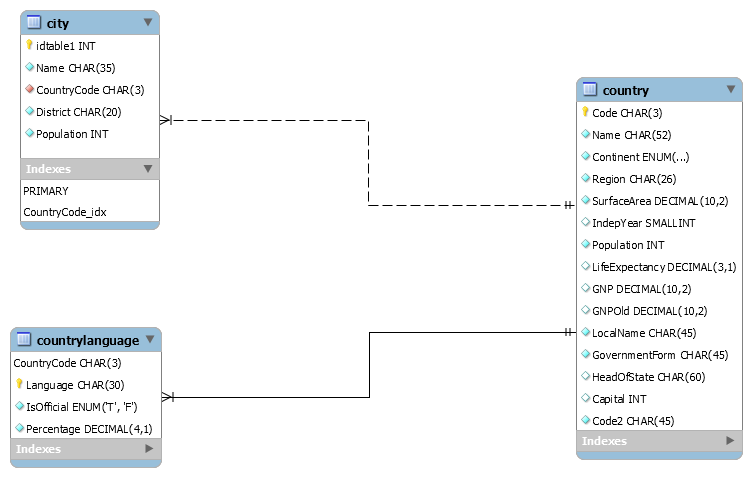 city
idtable1 INT
Name CHAR(35)
CountryCode CHAR(3)
District CHAR(20)
Population INT
Indexes
PRIMARY
CountryCode_idx
country
Code CHAR(3)
Name CHAR(52)
Continent ENUM(...)
Region CHAR(26)
SurfaceArea DECIMAL(10,2)
IndepYear SMALLINT
Population INT
LifeExpectancy DECIMAL(3,1)
GNP DECIMAL(10,2)
GNPOld DECIMAL(10,2)
LocalName CHAR(45)
GovernmentForm CHAR(45)
HeadOfState CHAR(60)
Capital INT
Code2 CHAR(45)
Indexes
countrylanguage
CountryCode CHAR(3)
Language CHAR(30)
IsOfficial ENUM('T', 'F')
Percentage DECIMAL(4,1)
Indexes